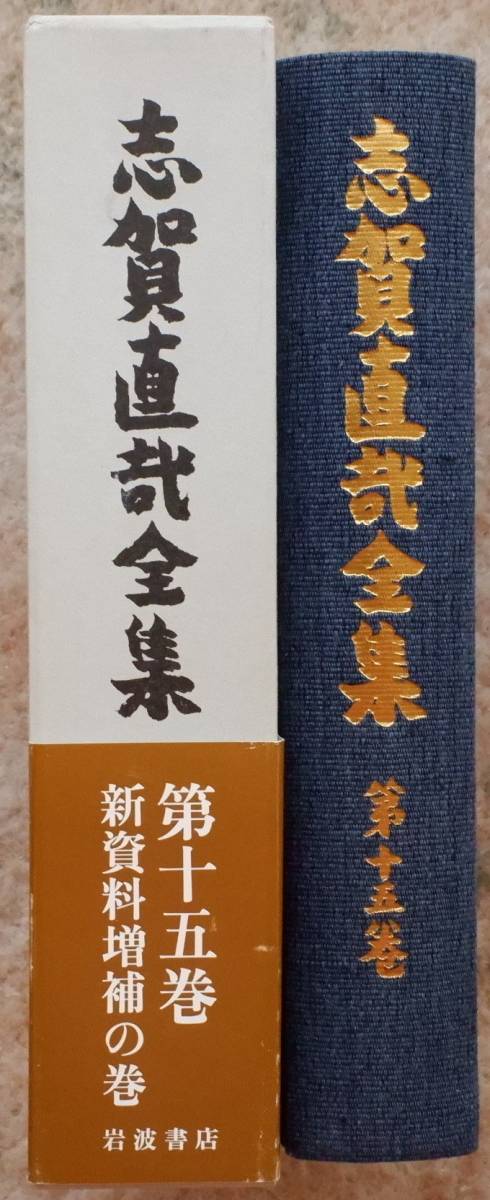 志賀直哉全集
第十五巻
新資料増補の巻
岩波書店
志賀直哉全集
第十五巻